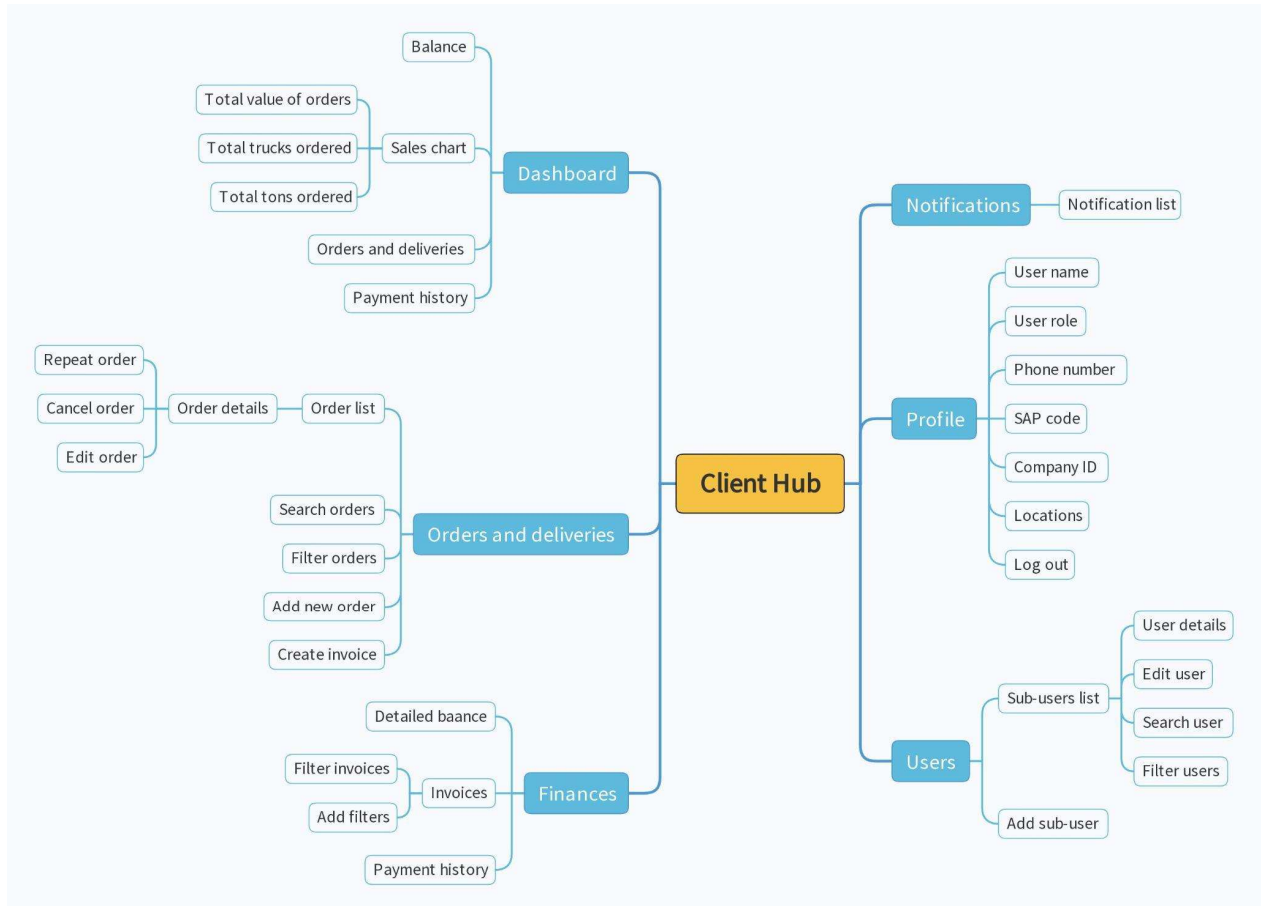 Client Hub
Dashboard
Balance
Sales chart
Total value of orders
Total trucks ordered
Total tons ordered
Orders and deliveries
Payment history
Orders and deliveries
Order list
Order details
Repeat order
Cancel order
Edit order
Search orders
Filter orders
Add new order
Create invoice
Finances
Detailed baance
Invoices
Filter invoices
Add filters
Payment history
Notifications
Notification list
Profile
User name
User role
Phone number
SAP code
Company ID
Locations
Log out
Users
Sub-users list
User details
Edit user
Search user
Filter users
Add sub-user